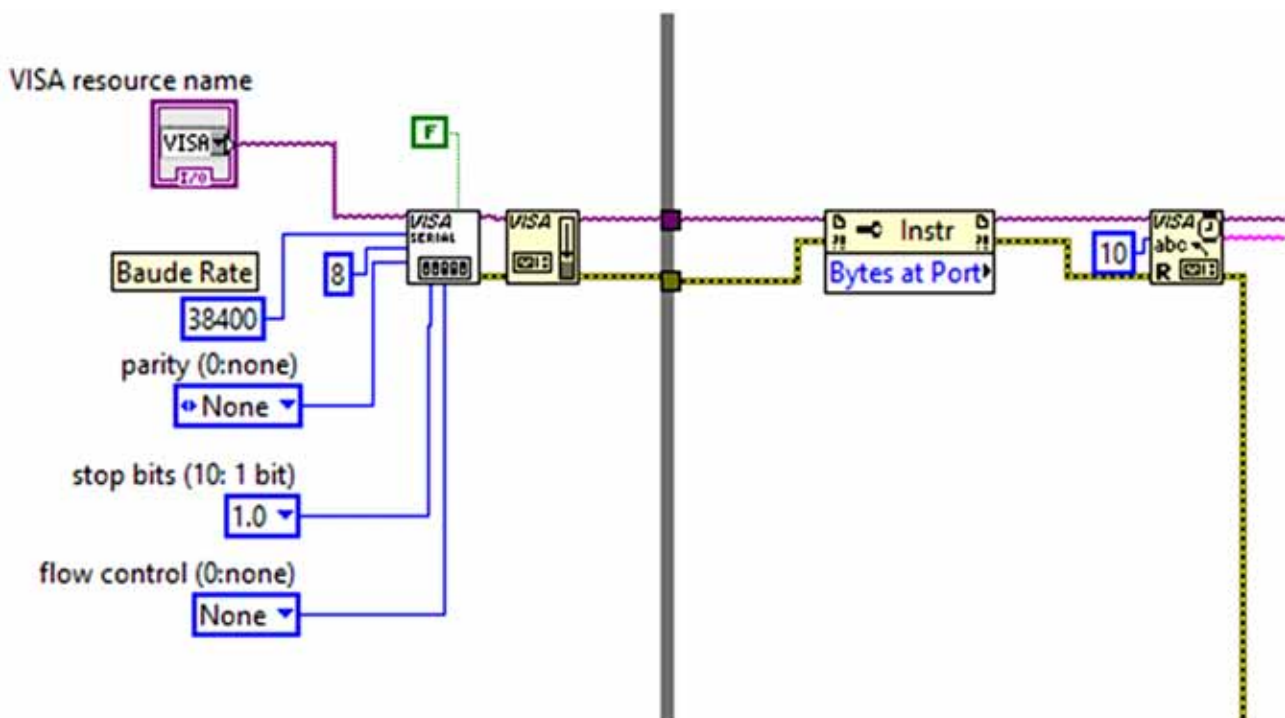 VISA resource name
VISA
I/O
F
VISA
SERIAL
VISA
Baude Rate
8
38400
parity (0:none)
None
stop bits (10: 1 bit)
1.0
flow control (0:none)
None
?!
Instr
?!
Bytes at Port
10
VISA
abc
R